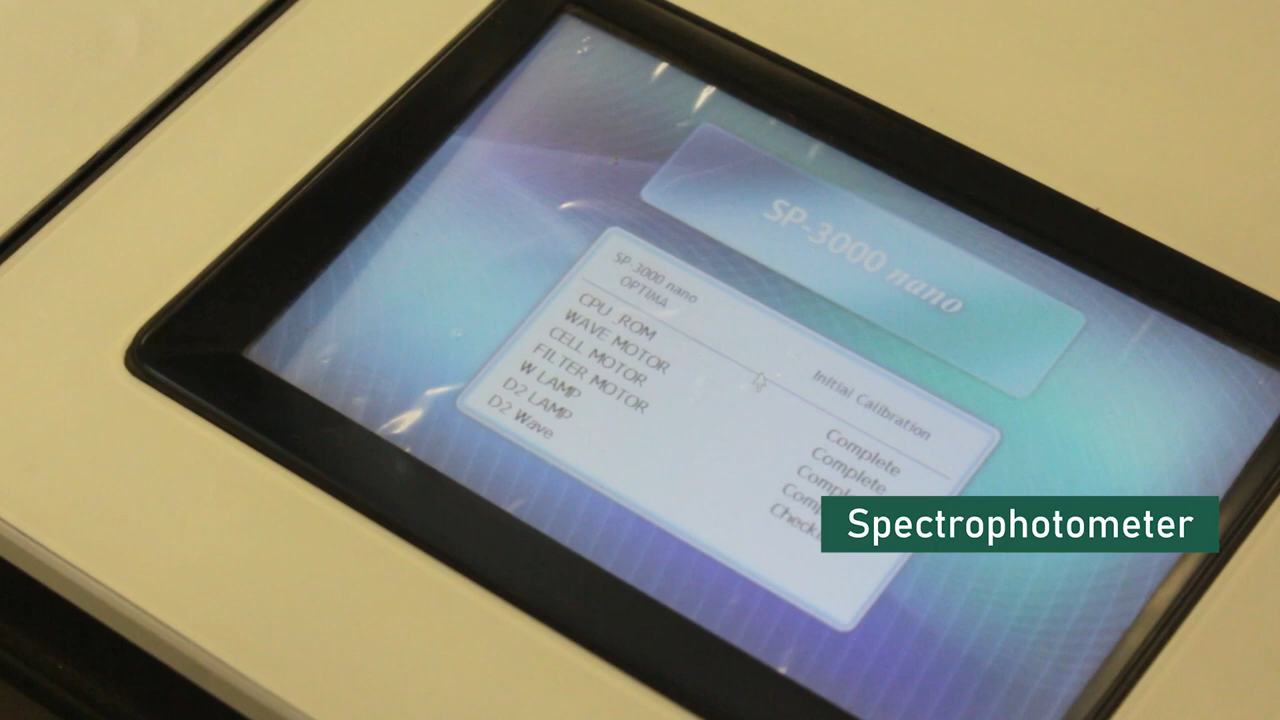 SP-3000 nano
SP-3000 nano
OPTIMA
Initial Calibration
CPU ROM Complete
WAVE MOTOR Complete
CELL MOTOR
FILTER MOTOR
W LAMP
D2 LAMP
D2 Wave
Spectrophotometer